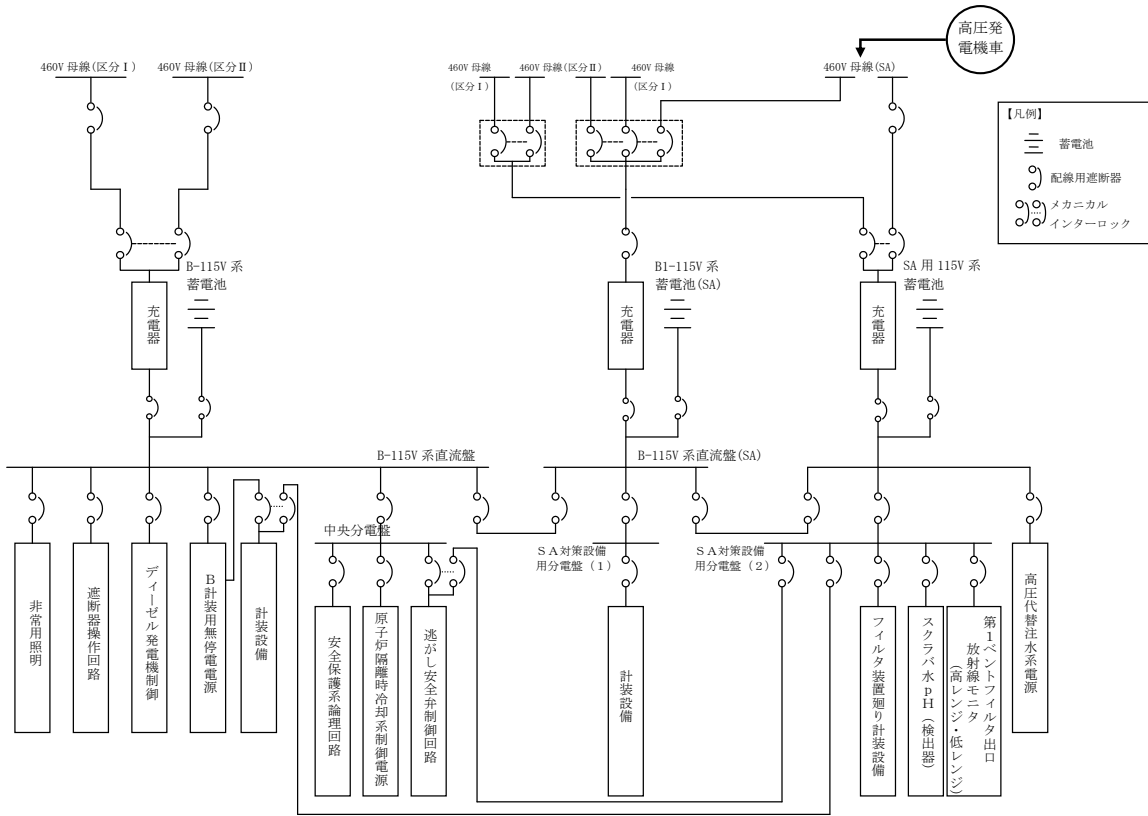 高圧発
電機車
460V 母線(区分Ⅰ)
460V 母線(区分Ⅱ)
460V 母線
(区分Ⅰ)
460V 母線(区分Ⅱ)
460V 母線
(区分Ⅰ)
460V 母線(SA)
【凡例】
蓄電池
配線用遮断器
メカニカル
インターロック
B-115V 系
蓄電池
B1-115V 系
蓄電池(SA)
SA 用 115V 系
蓄電池
充電器
充電器
充電器
B-115V 系直流盤
B-115V 系直流盤(SA)
中央分電盤
SA対策設備
用分電盤(1)
SA対策設備
用分電盤(2)
非常用照明
遮断器操作回路
ディーゼル発電機制御
B計装用無停電電源
計装設備
安全保護系論理回路
原子炉隔離時冷却系制御電源
逃がし安全弁制御回路
計装設備
フィルタ装置廻り計装設備
スクラバ水pH(検出器)
第1ベントフィルタ出口
放射線モニタ
(高レンジ・低レンジ)
高圧代替注水系電源